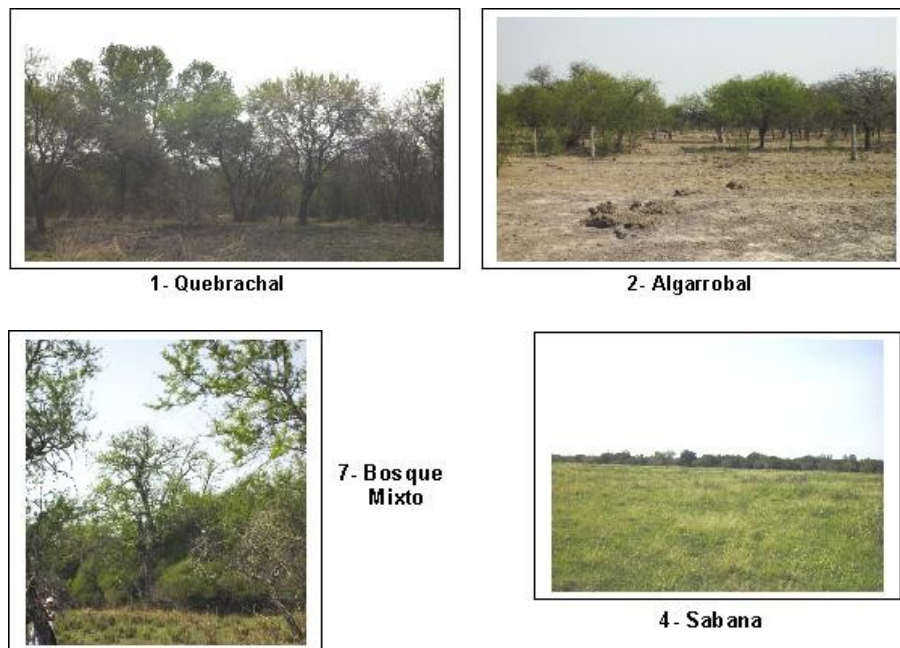 1- Quebrachal
2- Algarrobal
7- Bosque
Mixto
4- Sabana